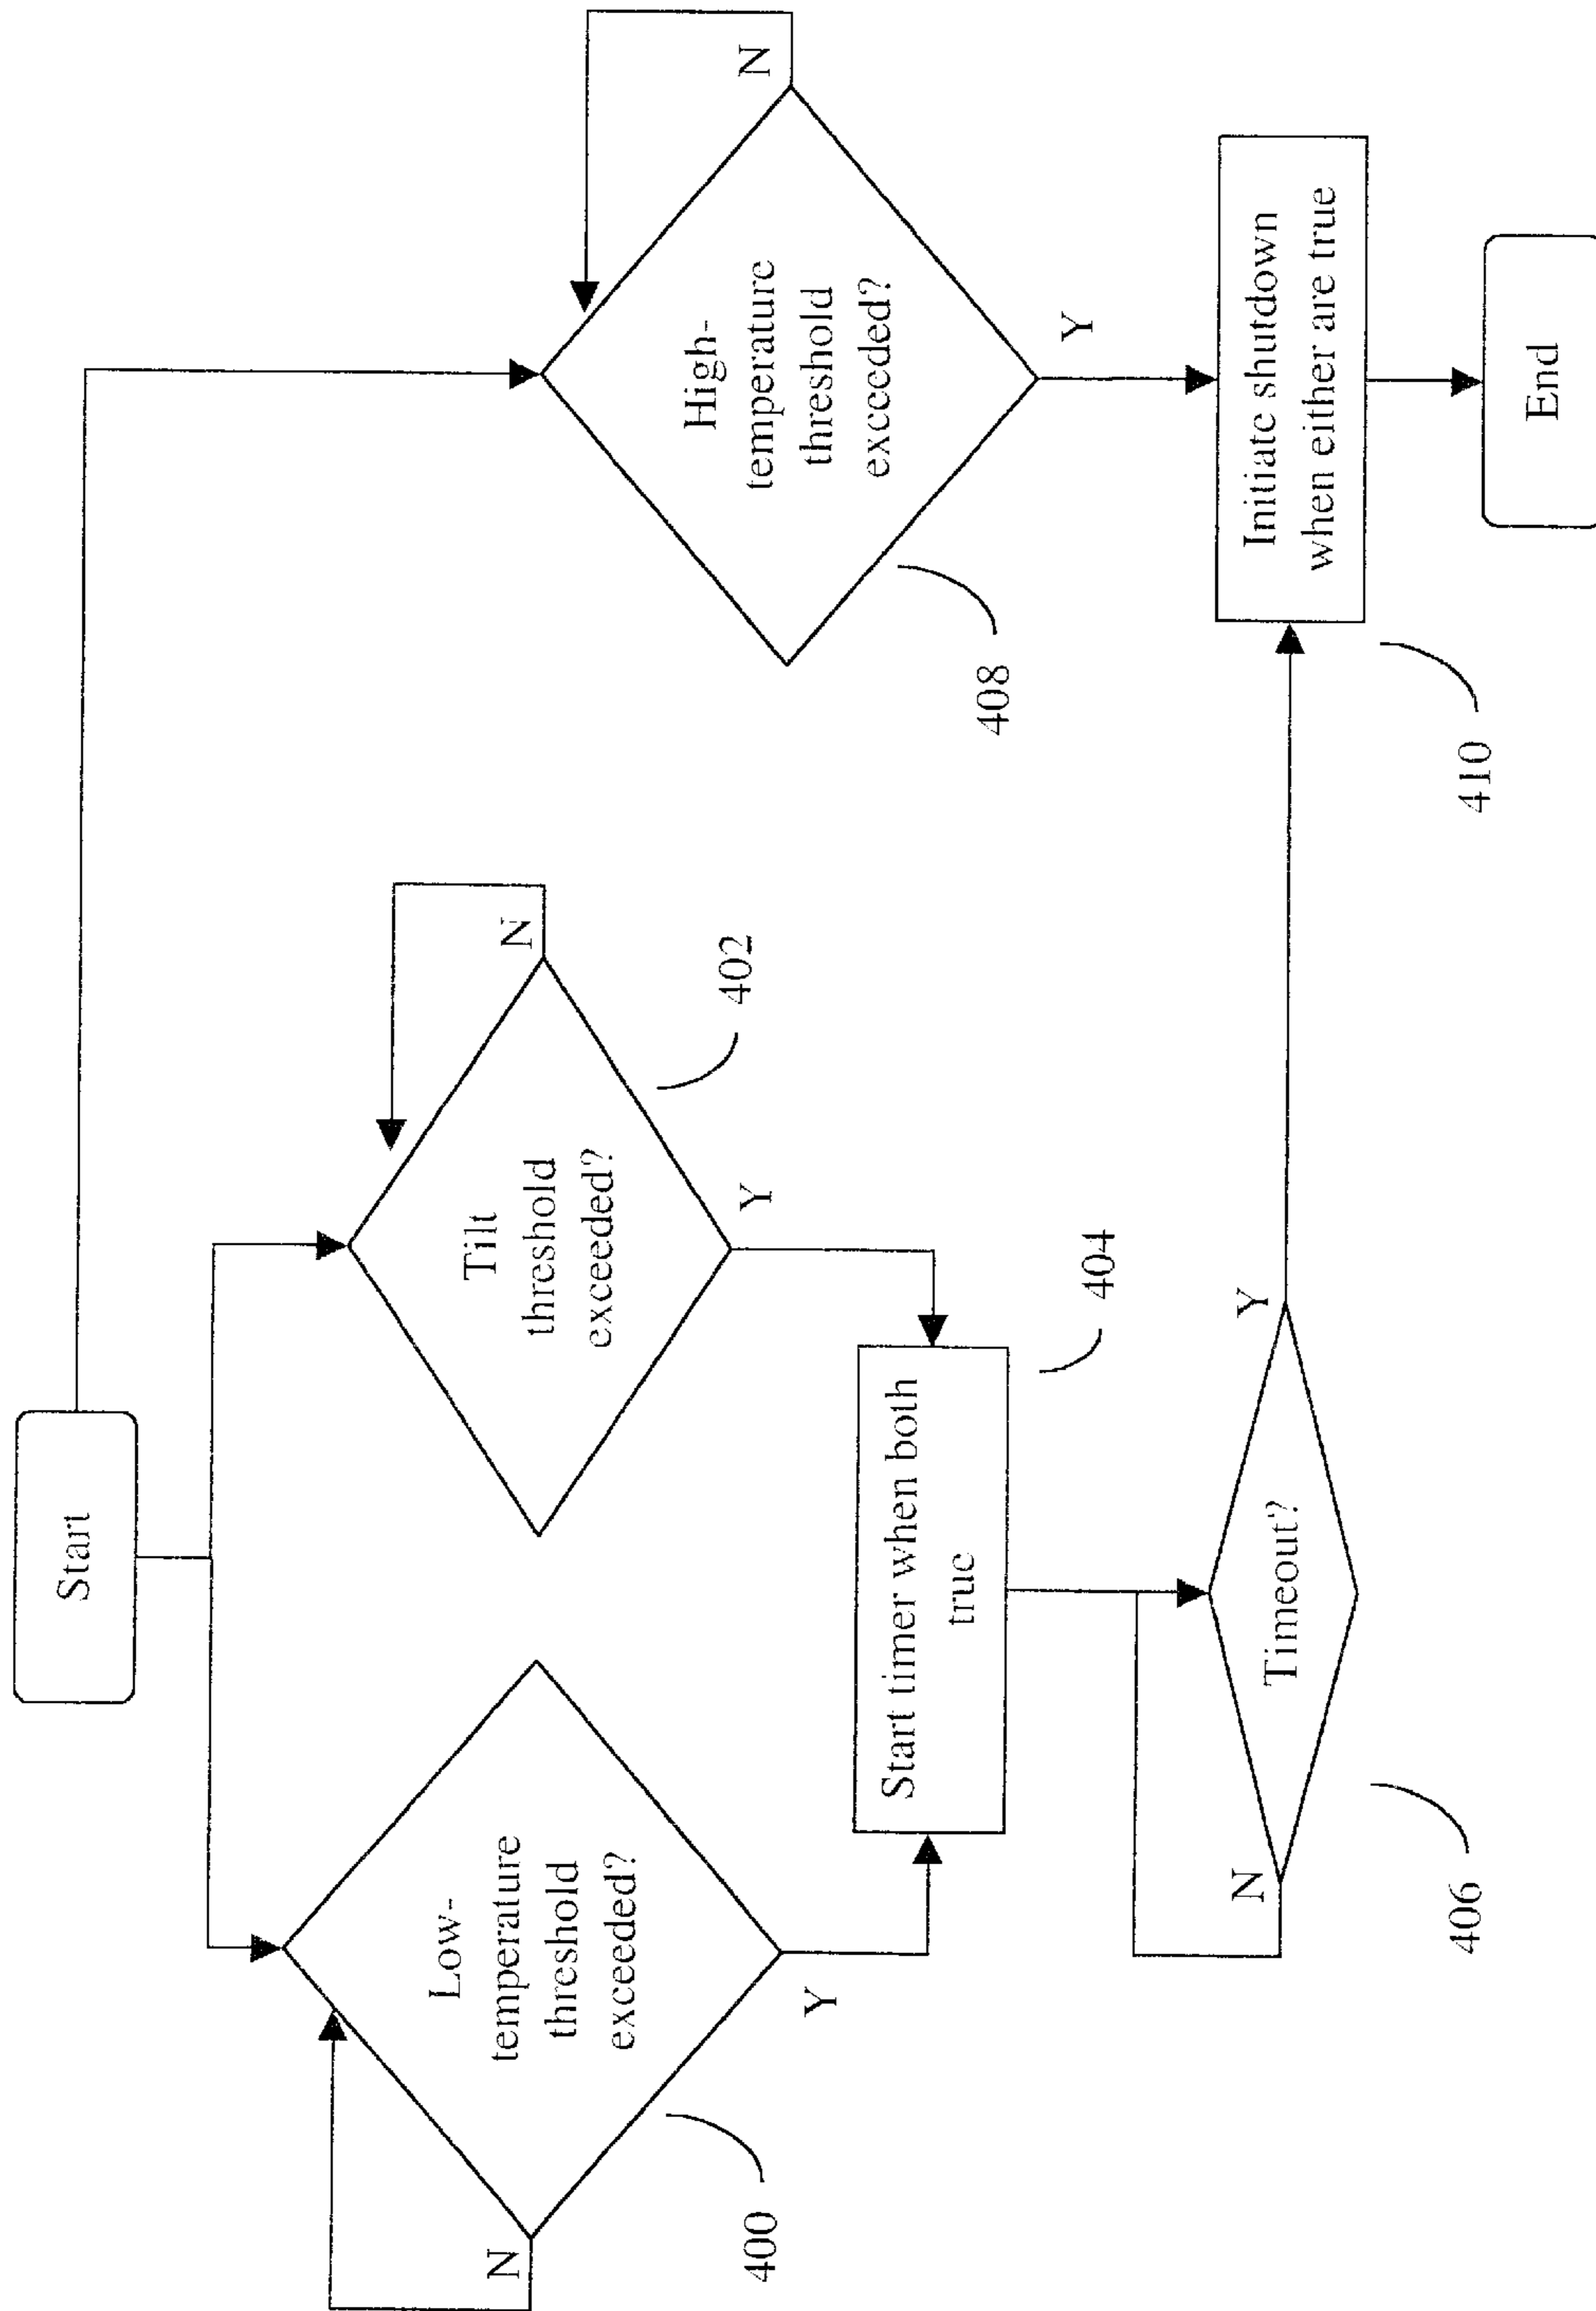 Start
Low-
temperature
threshold
exceeded?
N
Y
400
Tilt
threshold
exceeded?
N
Y
402
High-
temperature
threshold
exceeded?
N
Y
408
Start timer when both
true
404
Timeout?
N
Y
406
Initiate shutdown
when either are true
410
End